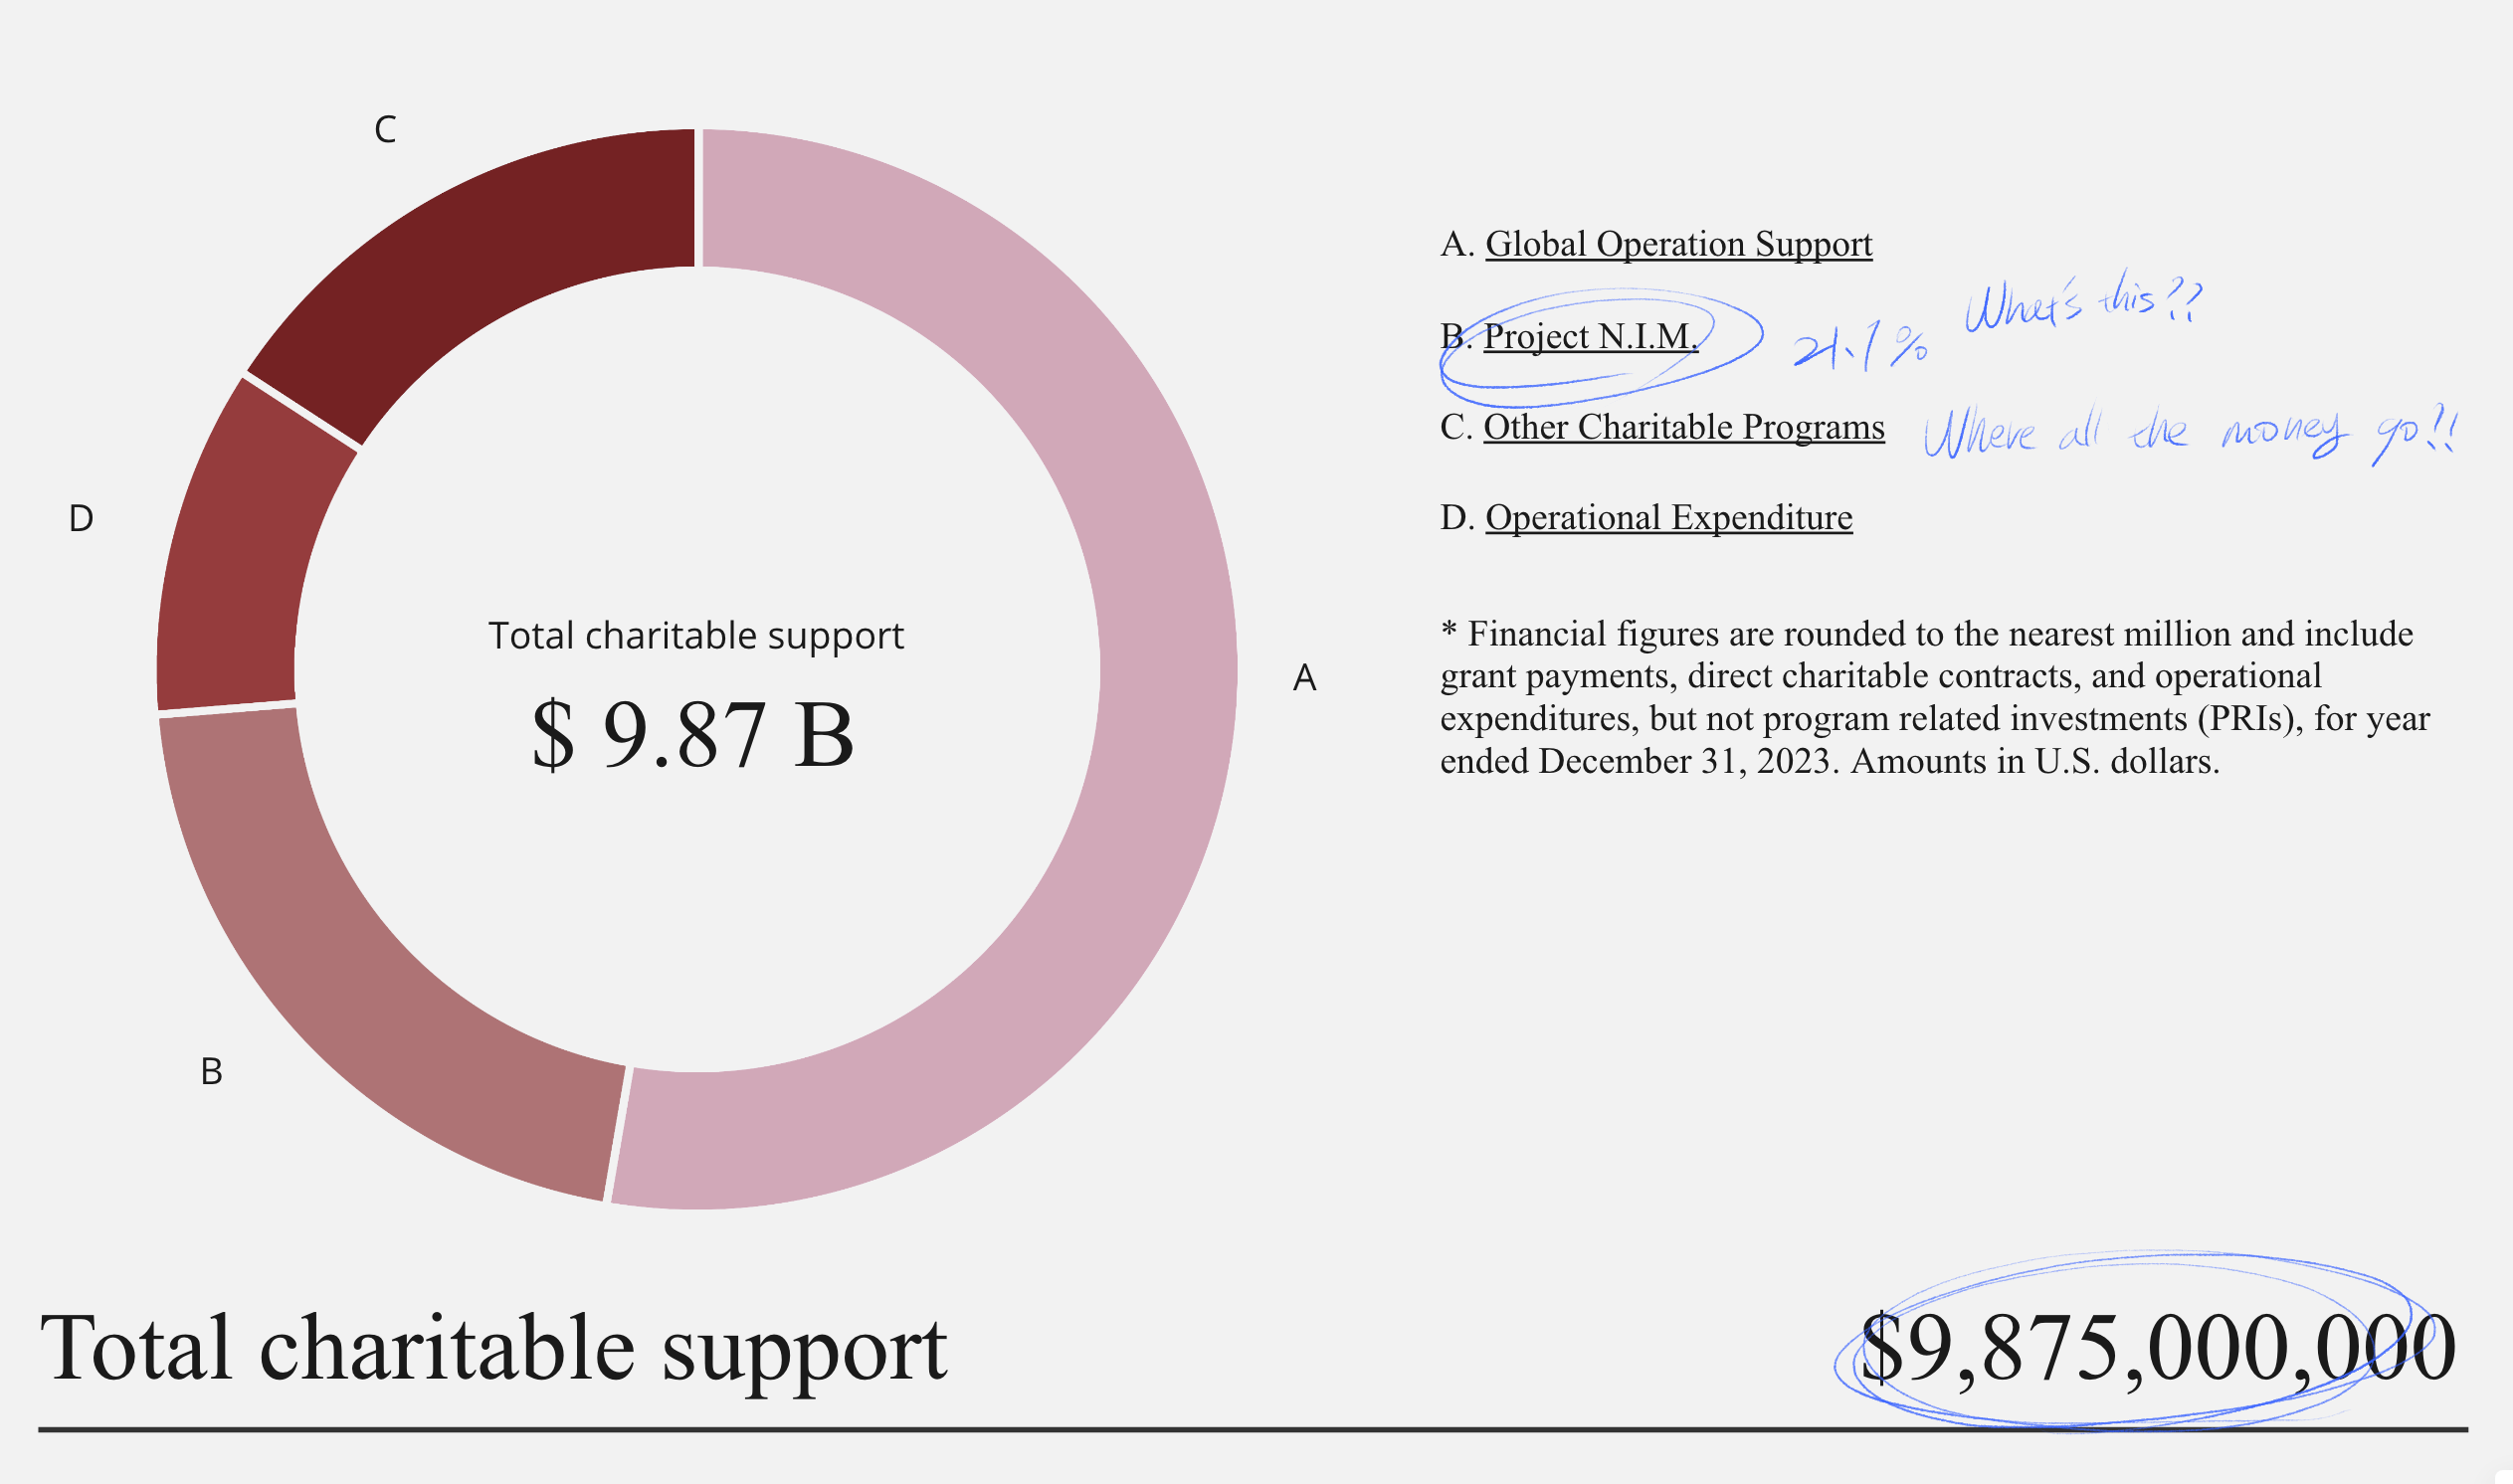 C
D
A
B
Total charitable support
$ 9.87 B
A. Global Operation Support
B. Project N.I.M.
21.1%
What's this??
C. Other Charitable Programs
Where all the money go!!
D. Operational Expenditure
* Financial figures are rounded to the nearest million and include
grant payments, direct charitable contracts, and operational
expenditures, but not program related investments (PRIs), for year
ended December 31, 2023. Amounts in U.S. dollars.
Total charitable support
$9,875,000,000